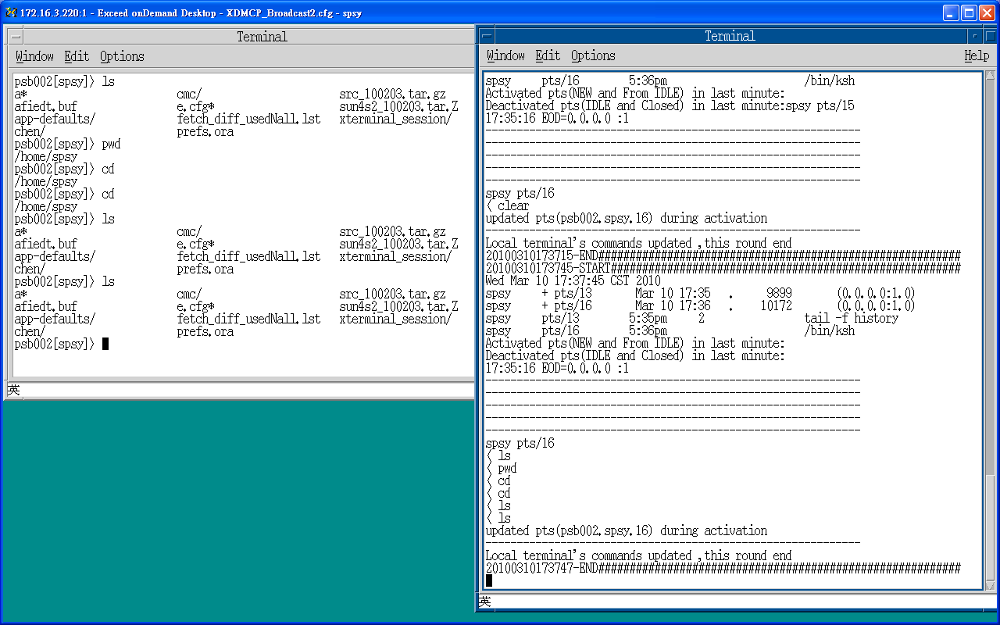 172.16.3.220:1 - Exceed onDemand Desktop - XDMCP_Broadcast2.cfg - spsy
Terminal
Window Edit Options
psb002[spsy]> ls
a* cmc/ src_100203.tar.gz
afiedt.buf e.cfg* sun4s2_100203.tar.Z
app-defaults/ fetch_diff_usedNall.lst xterminal_session/
chen/ prefs.ora
psb002[spsy]> pwd
/home/spsy
psb002[spsy]> cd
/home/spsy
psb002[spsy]> cd
/home/spsy
psb002[spsy]> ls
a* cmc/ src_100203.tar.gz
afiedt.buf e.cfg* sun4s2_100203.tar.Z
app-defaults/ fetch_diff_usedNall.lst xterminal_session/
chen/ prefs.ora
psb002[spsy]> ls
a* cmc/ src_100203.tar.gz
afiedt.buf e.cfg* sun4s2_100203.tar.Z
app-defaults/ fetch_diff_usedNall.lst xterminal_session/
chen/ prefs.ora
psb002[spsy]>
英
Terminal
Window Edit Options Help
spsy pts/16 5:36pm /bin/ksh
Activated pts(NEW and From IDLE) in last minute:
Deactivated pts(IDLE and Closed) in last minute:spsy pts/15
17:35:16 EOD=0.0.0.0 :1
------------------------------------------------------------
------------------------------------------------------------
------------------------------------------------------------
------------------------------------------------------------
------------------------------------------------------------
spsy pts/16
< clear
updated pts(psb002.spsy.16) during activation
------------------------------------------------------------
Local terminal's commands updated ,this round end
20100310173715-END##########################################################
20100310173745-START########################################################
Wed Mar 10 17:37:45 CST 2010
spsy + pts/13 Mar 10 17:35 . 9899 (0.0.0.0:1.0)
spsy + pts/16 Mar 10 17:36 . 10172 (0.0.0.0:1.0)
spsy pts/13 5:35pm 2 tail -f history
spsy pts/16 5:36pm /bin/ksh
Activated pts(NEW and From IDLE) in last minute:
Deactivated pts(IDLE and Closed) in last minute:
17:35:16 EOD=0.0.0.0 :1
------------------------------------------------------------
------------------------------------------------------------
------------------------------------------------------------
------------------------------------------------------------
------------------------------------------------------------
spsy pts/16
< ls
< pwd
< cd
< cd
< ls
< ls
updated pts(psb002.spsy.16) during activation
------------------------------------------------------------
Local terminal's commands updated ,this round end
20100310173747-END##########################################################
英